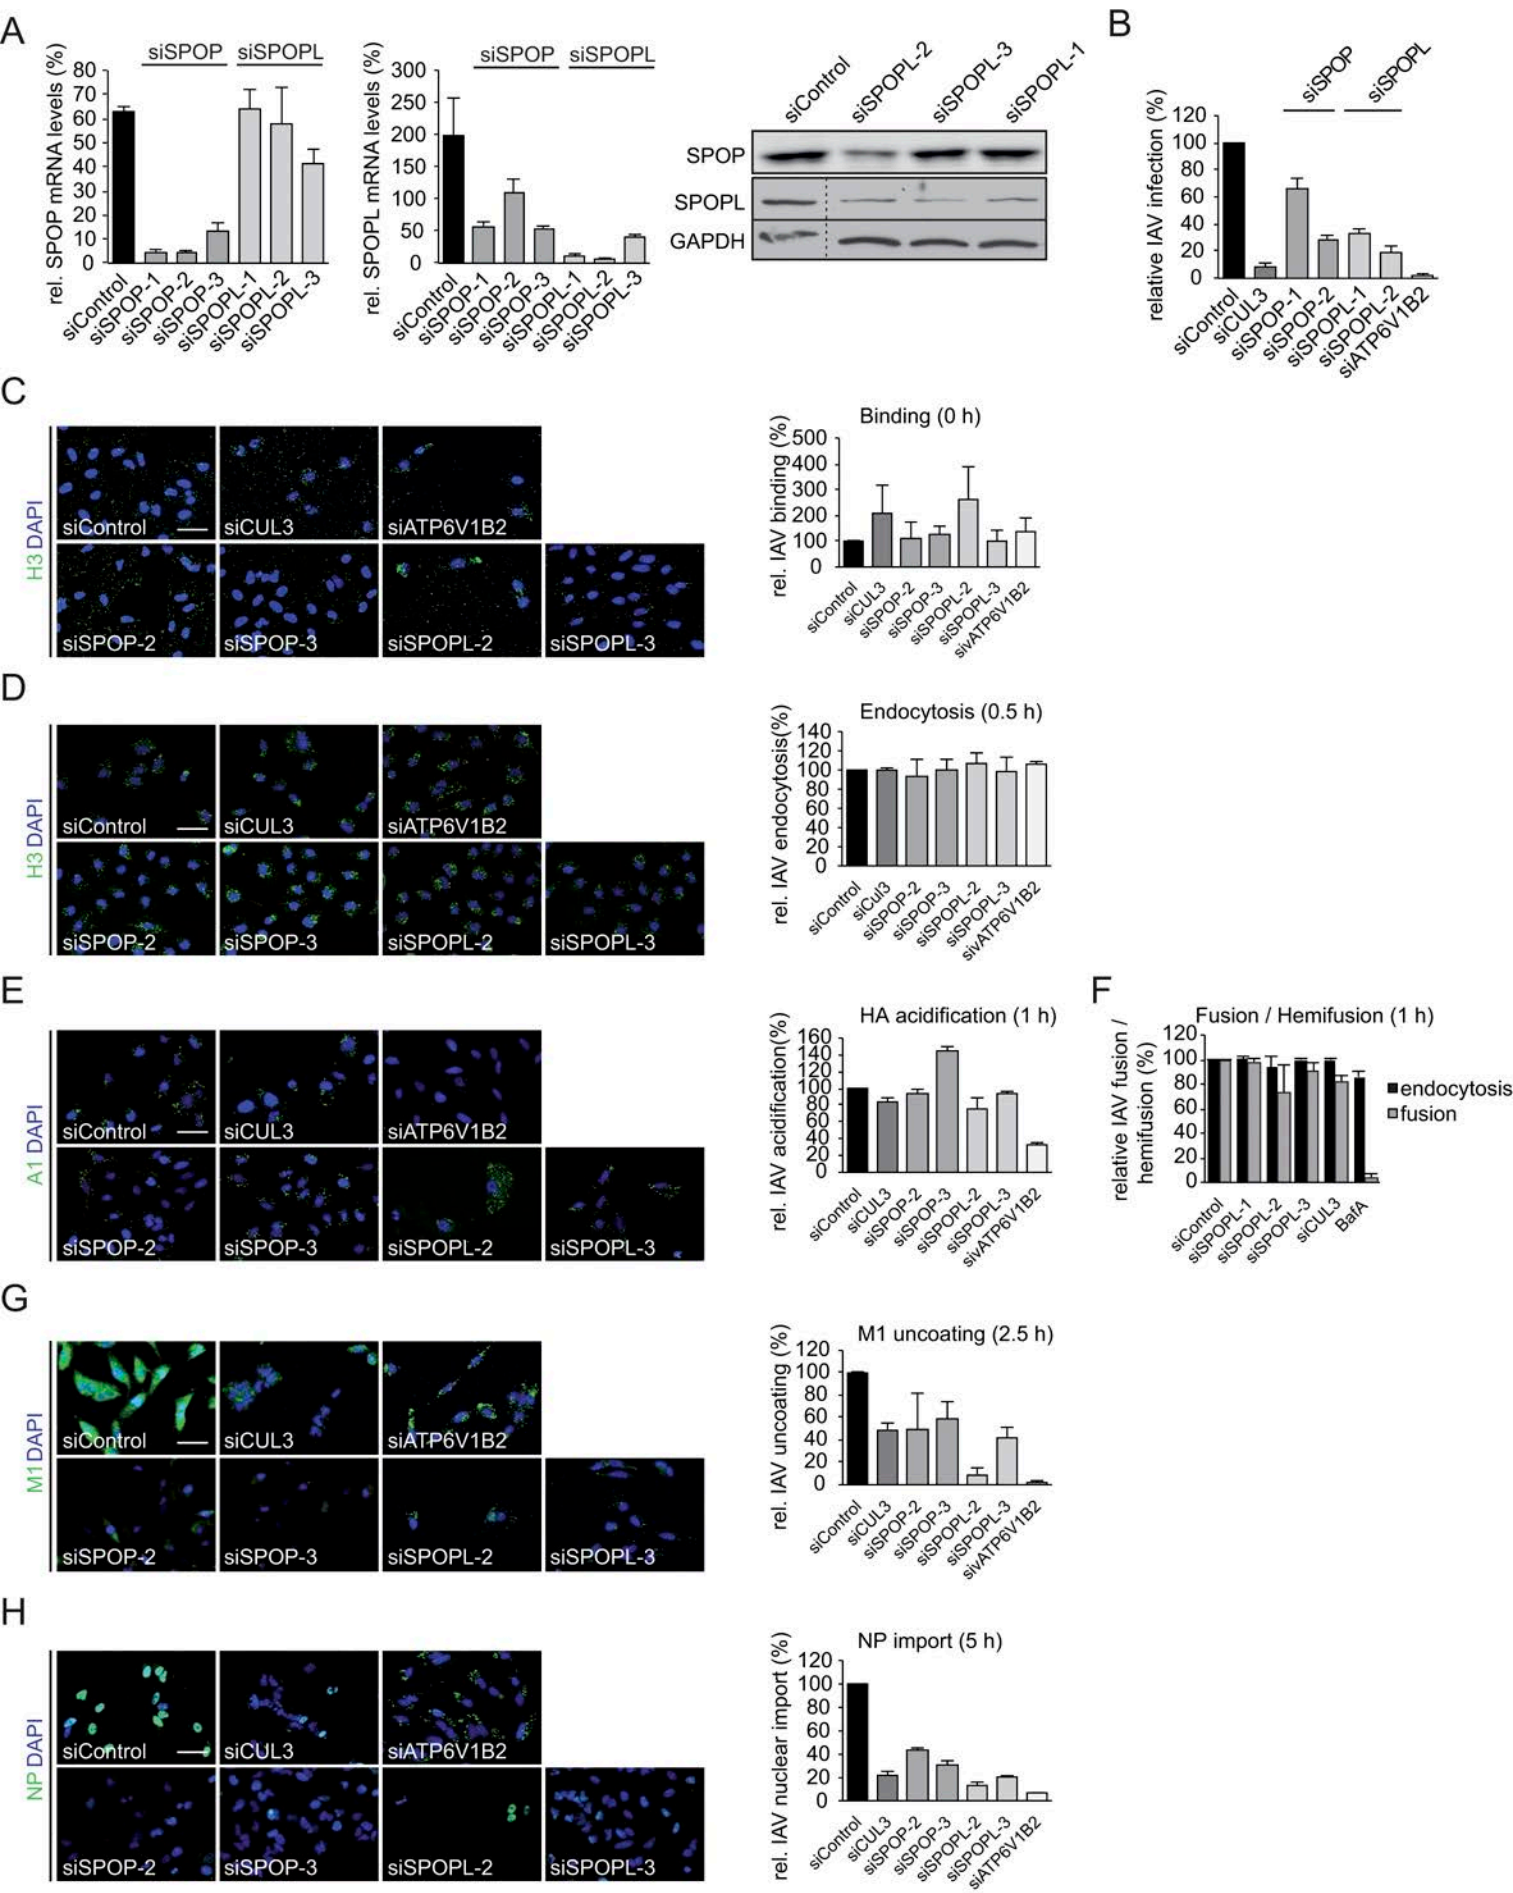 A
rel. SPOP mRNA levels (%)
siSPOP
siSPOPL
80
70
60
50
40
30
20
10
0
siControl
siSPOP-1
siSPOP-2
siSPOP-3
siSPOPL-1
siSPOPL-2
siSPOPL-3
rel. SPOPL mRNA levels (%)
siSPOP
siSPOPL
300
250
200
150
100
50
0
siControl
siSPOP-1
siSPOP-2
siSPOP-3
siSPOPL-1
siSPOPL-2
siSPOPL-3
siControl
siSPOPL-2
siSPOPL-3
siSPOPL-1
SPOP
SPOPL
GAPDH
B
relative IAV infection (%)
siSPOP
siSPOPL
120
100
80
60
40
20
0
siControl
siCUL3
siSPOP-1
siSPOP-2
siSPOPL-1
siSPOPL-2
siATP6V1B2
C
H3 DAPI
siControl
siCUL3
siATP6V1B2
siSPOP-2
siSPOP-3
siSPOPL-2
siSPOPL-3
Binding (0 h)
rel. IAV binding (%)
500
400
300
200
100
0
siControl
siCUL3
siSPOP-2
siSPOP-3
siSPOPL-2
siSPOPL-3
sivATP6V1B2
D
H3 DAPI
siControl
siCUL3
siATP6V1B2
siSPOP-2
siSPOP-3
siSPOPL-2
siSPOPL-3
Endocytosis (0.5 h)
rel. IAV endocytosis(%)
140
120
100
80
60
40
20
0
siControl
siCul3
siSPOP-2
siSPOP-3
siSPOPL-2
siSPOPL-3
sivATP6V1B2
E
A1 DAPI
siControl
siCUL3
siATP6V1B2
siSPOP-2
siSPOP-3
siSPOPL-2
siSPOPL-3
HA acidification (1 h)
rel. IAV acidification(%)
160
140
120
100
80
60
40
20
0
siControl
siCUL3
siSPOP-2
siSPOP-3
siSPOPL-2
siSPOPL-3
sivATP6V1B2
F
Fusion / Hemifusion (1 h)
relative IAV fusion /
hemifusion (%)
120
100
80
60
40
20
0
siControl
siSPOPL-1
siSPOPL-2
siSPOPL-3
siCUL3
BafA
endocytosis
fusion
G
M1 DAPI
siControl
siCUL3
siATP6V1B2
siSPOP-2
siSPOP-3
siSPOPL-2
siSPOPL-3
M1 uncoating (2.5 h)
rel. IAV uncoating (%)
120
100
80
60
40
20
0
siControl
siCUL3
siSPOP-2
siSPOP-3
siSPOPL-2
siSPOPL-3
sivATP6V1B2
H
NP DAPI
siControl
siCUL3
siATP6V1B2
siSPOP-2
siSPOP-3
siSPOPL-2
siSPOPL-3
NP import (5 h)
rel. IAV nuclear import (%)
120
100
80
60
40
20
0
siControl
siCUL3
siSPOP-2
siSPOP-3
siSPOPL-2
siSPOPL-3
siATP6V1B2